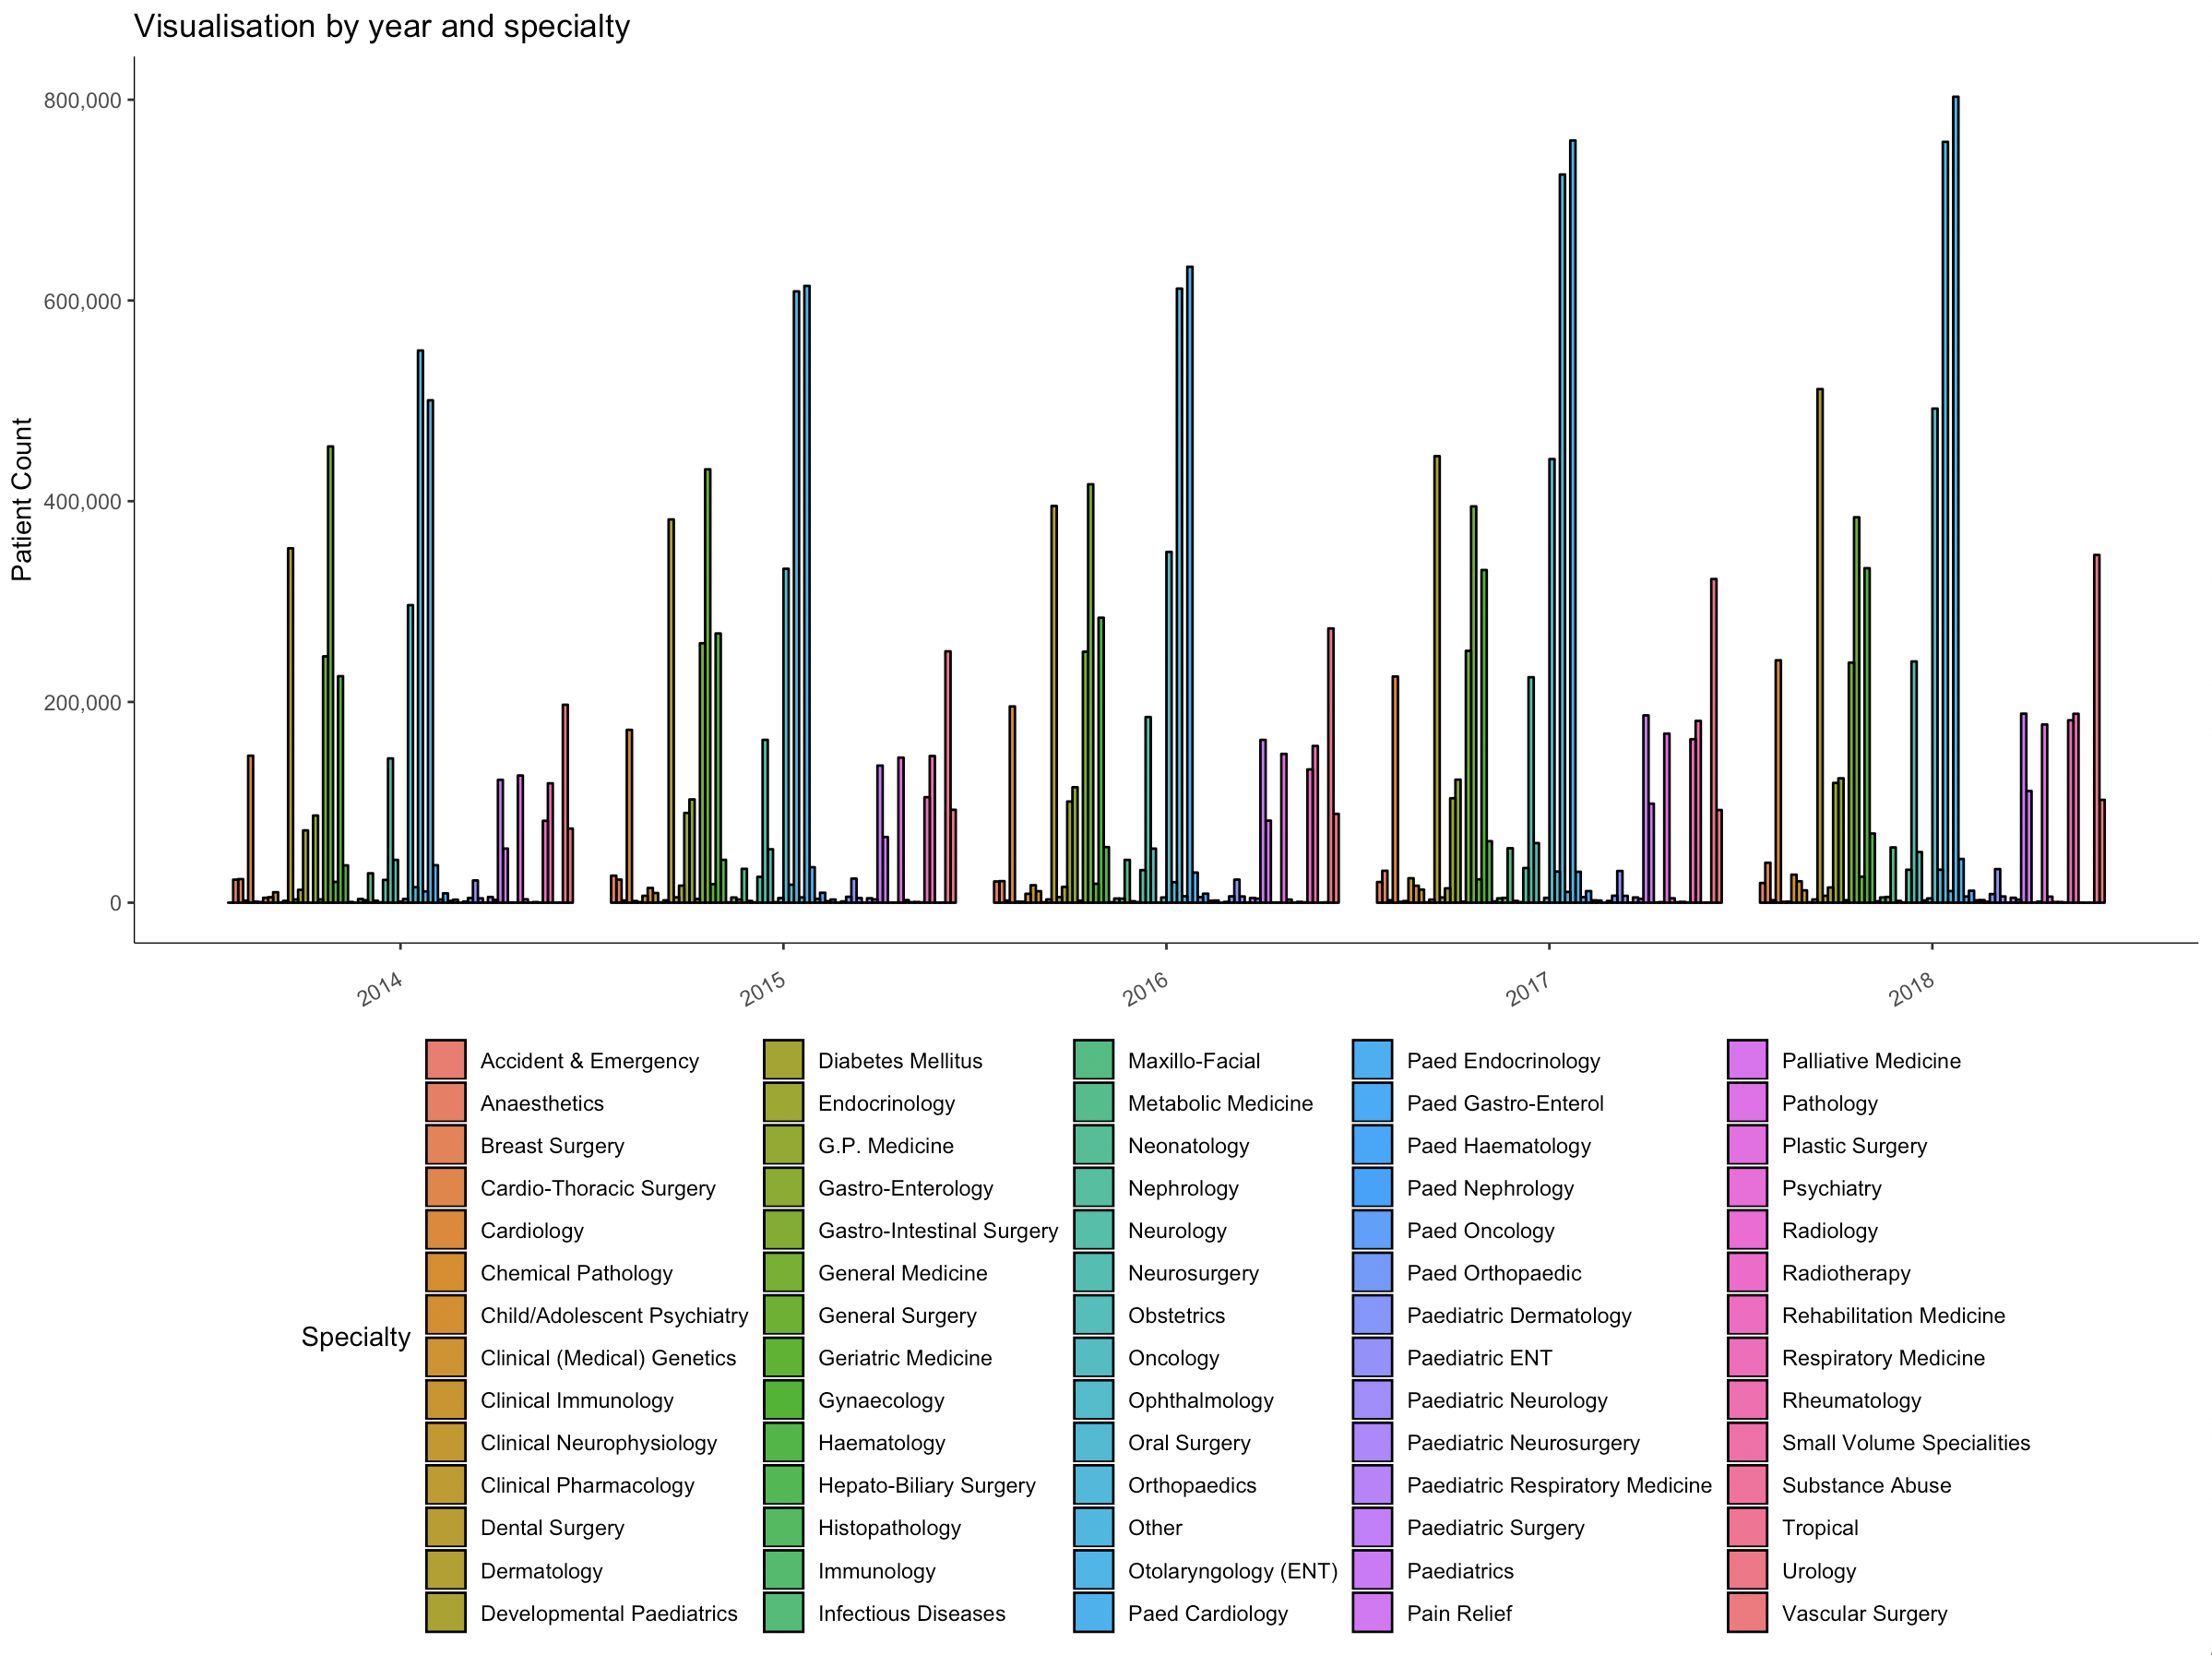 Visualisation by year and specialty
Patient Count
800,000
600,000
400,000
200,000
0
2014
2015
2016
2017
2018
Specialty
Accident & Emergency
Anaesthetics
Breast Surgery
Cardio-Thoracic Surgery
Cardiology
Chemical Pathology
Child/Adolescent Psychiatry
Clinical (Medical) Genetics
Clinical Immunology
Clinical Neurophysiology
Clinical Pharmacology
Dental Surgery
Dermatology
Developmental Paediatrics
Diabetes Mellitus
Endocrinology
G.P. Medicine
Gastro-Enterology
Gastro-Intestinal Surgery
General Medicine
General Surgery
Geriatric Medicine
Gynaecology
Haematology
Hepato-Biliary Surgery
Histopathology
Immunology
Infectious Diseases
Maxillo-Facial
Metabolic Medicine
Neonatology
Nephrology
Neurology
Neurosurgery
Obstetrics
Oncology
Ophthalmology
Oral Surgery
Orthopaedics
Other
Otolaryngology (ENT)
Paed Cardiology
Paed Endocrinology
Paed Gastro-Enterol
Paed Haematology
Paed Nephrology
Paed Oncology
Paed Orthopaedic
Paediatric Dermatology
Paediatric ENT
Paediatric Neurology
Paediatric Neurosurgery
Paediatric Respiratory Medicine
Paediatric Surgery
Paediatrics
Pain Relief
Palliative Medicine
Pathology
Plastic Surgery
Psychiatry
Radiology
Radiotherapy
Rehabilitation Medicine
Respiratory Medicine
Rheumatology
Small Volume Specialities
Substance Abuse
Tropical
Urology
Vascular Surgery